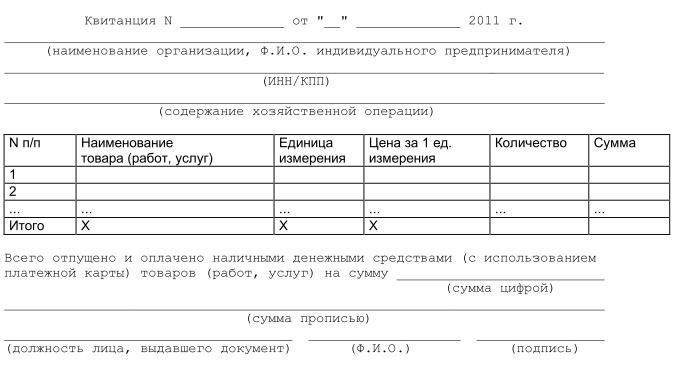 Квитанция N _____________ от "__" _____________ 2011 г.
(наименование организации, Ф.И.О. индивидуального предпринимателя)
(ИНН/КПП)
(содержание хозяйственной операции)
N п/п Наименование товара (работ, услуг) Единица измерения Цена за 1 ед. измерения Количество Сумма
1
2
... ... ... ... ... ...
Итого X X X
Всего отпущено и оплачено наличными денежными средствами (с использованием
платежной карты) товаров (работ, услуг) на сумму __________________________
(сумма цифрой)
(сумма прописью)
(должность лица, выдавшего документ) (Ф.И.О.) (подпись)